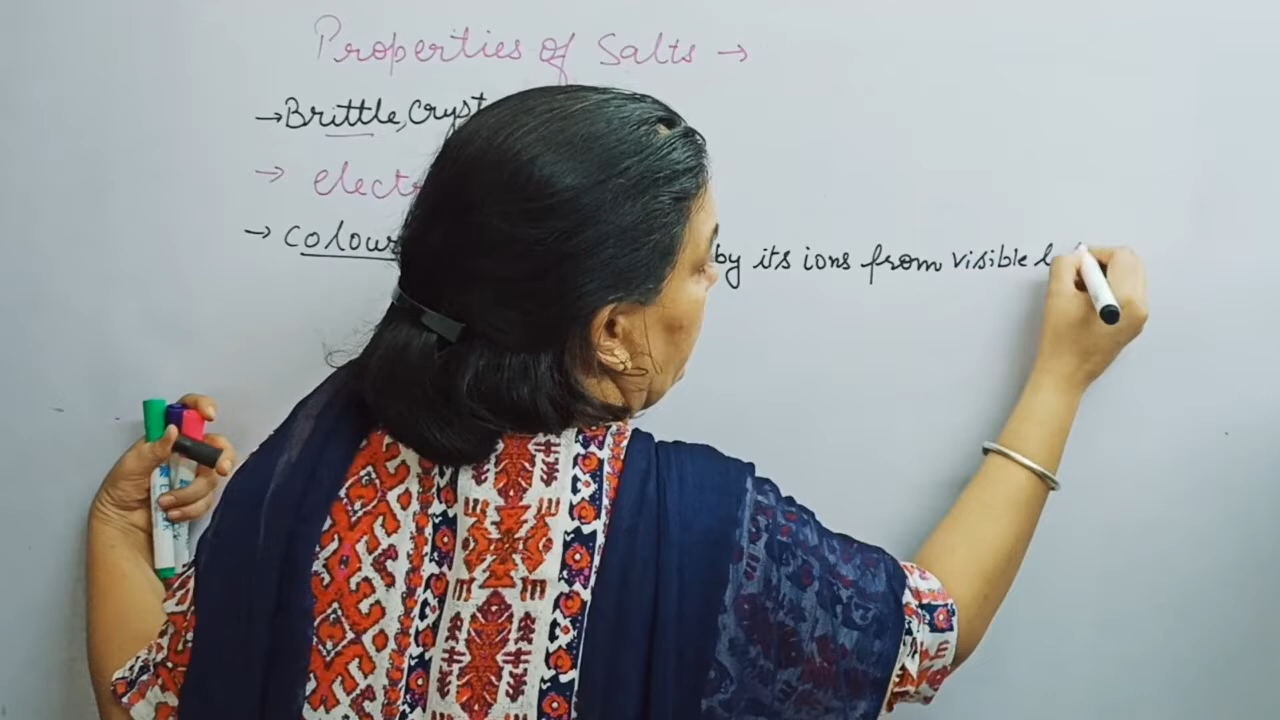 Properties of Salts →
→ Brittle, Cryst
→ elect
→ colour by its ions from visible